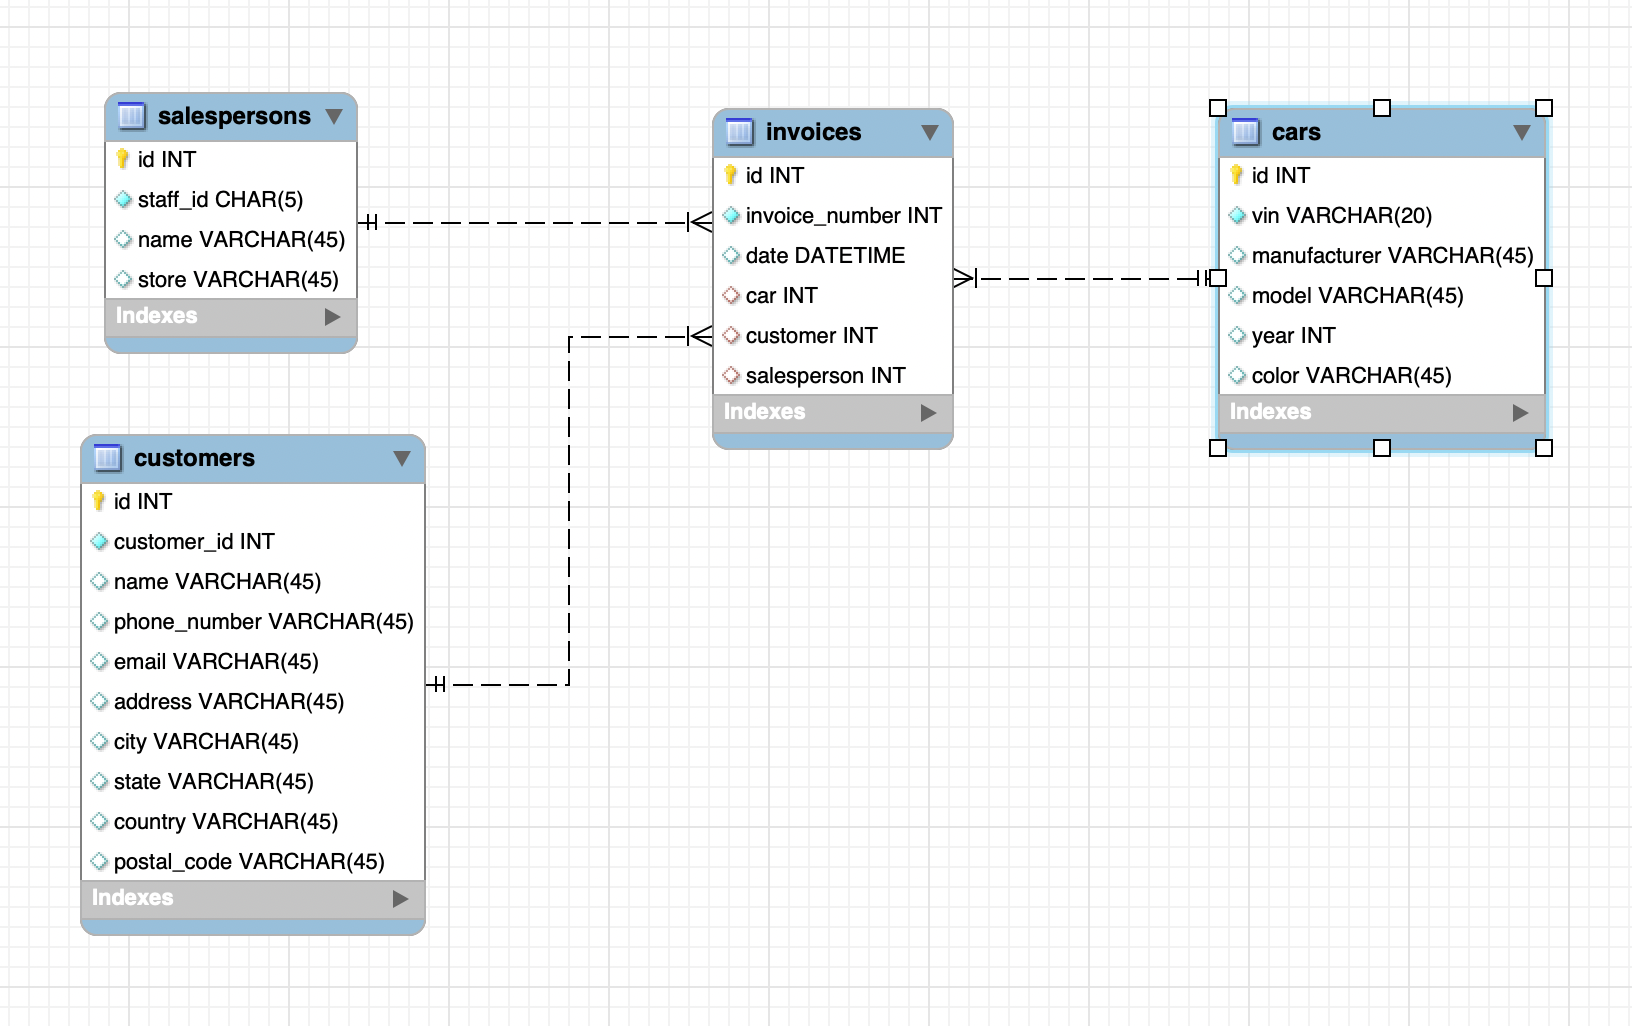 salespersons
id INT
staff_id CHAR(5)
name VARCHAR(45)
store VARCHAR(45)
Indexes
customers
id INT
customer_id INT
name VARCHAR(45)
phone_number VARCHAR(45)
email VARCHAR(45)
address VARCHAR(45)
city VARCHAR(45)
state VARCHAR(45)
country VARCHAR(45)
postal_code VARCHAR(45)
Indexes
invoices
id INT
invoice_number INT
date DATETIME
car INT
customer INT
salesperson INT
Indexes
cars
id INT
vin VARCHAR(20)
manufacturer VARCHAR(45)
model VARCHAR(45)
year INT
color VARCHAR(45)
Indexes